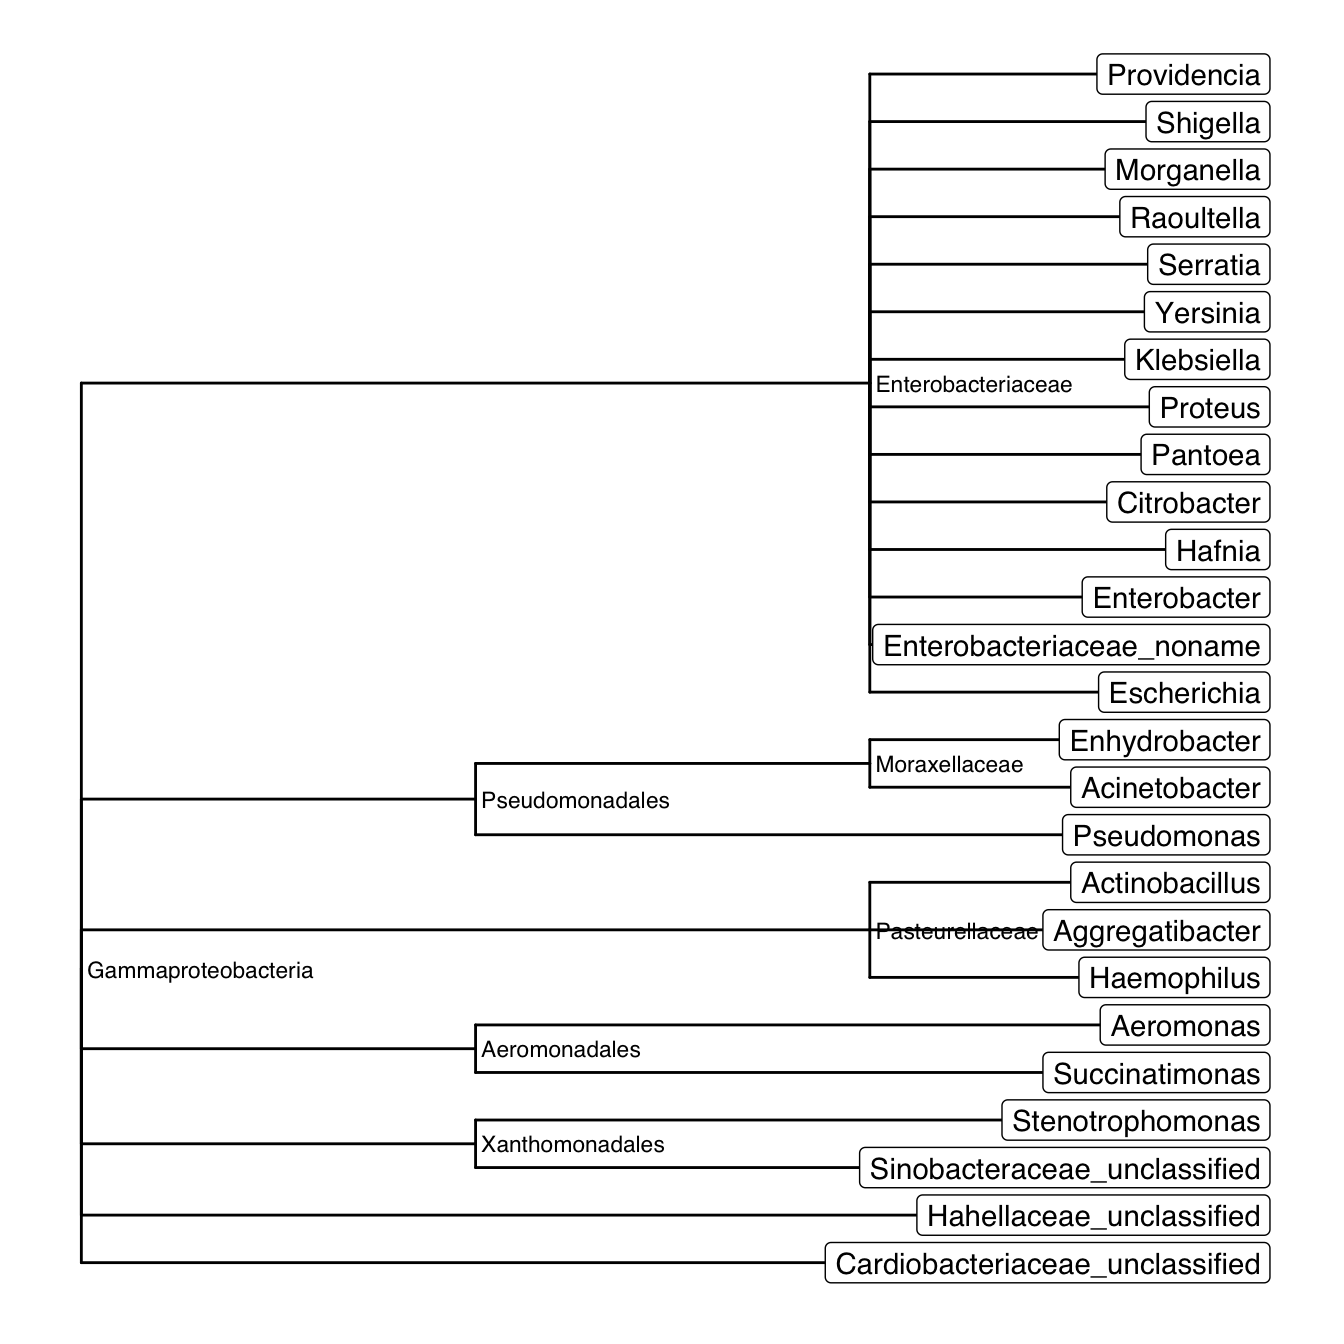 Providencia
Shigella
Morganella
Raoultella
Serratia
Yersinia
Klebsiella
Enterobacteriaceae
Proteus
Pantoea
Citrobacter
Hafnia
Enterobacter
Enterobacteriaceae_noname
Escherichia
Enhydrobacter
Moraxellaceae
Acinetobacter
Pseudomonadales
Pseudomonas
Actinobacillus
Pasteurellaceae
Aggregatibacter
Gammaproteobacteria
Haemophilus
Aeromonas
Aeromonadales
Succinatimonas
Stenotrophomonas
Xanthomonadales
Sinobacteraceae_unclassified
Hahellaceae_unclassified
Cardiobacteriaceae_unclassified